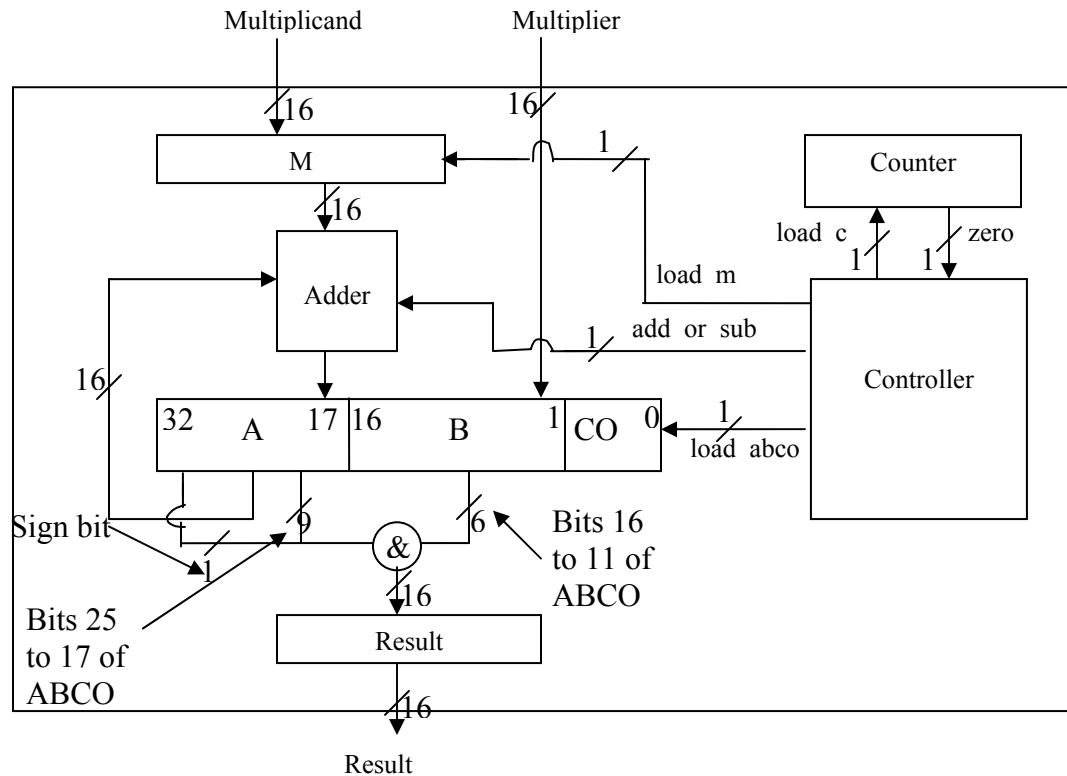 Multiplicand
Multiplier
16
16
M
1
Counter
16
load c
1
1
zero
Adder
load m
add or sub
1
16
Controller
32
A
17
16
B
1
CO
0
1
load abco
Sign bit
1
9
&
6
Bits 16
to 11 of
ABCO
16
Bits 25
to 17 of
ABCO
Result
16
Result